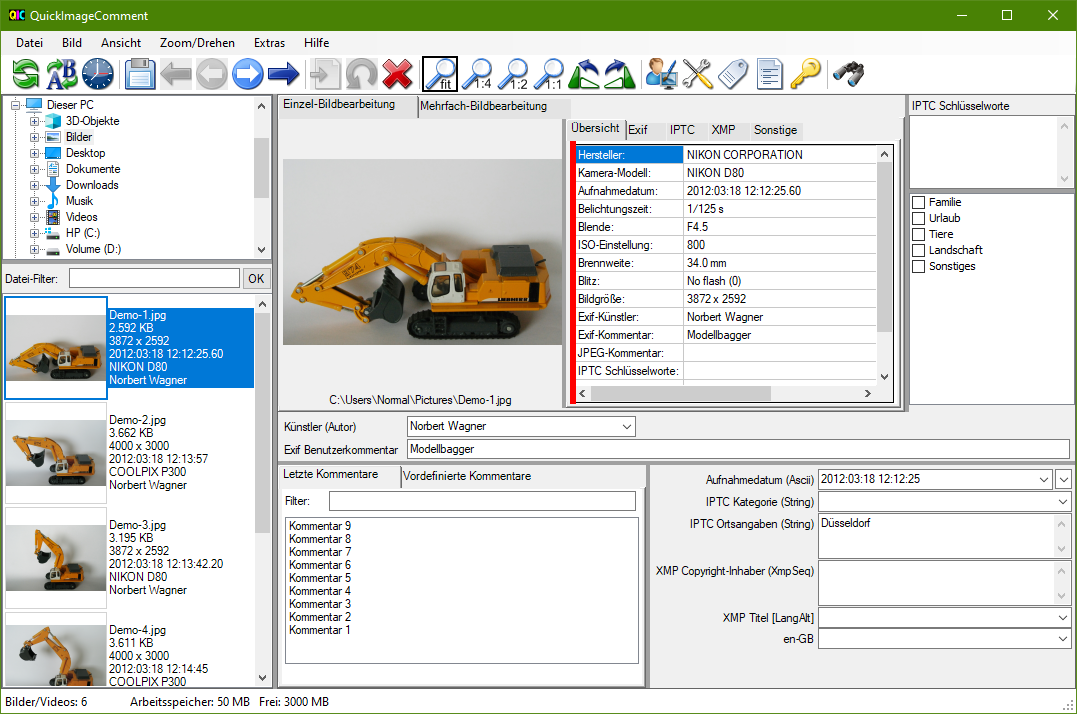 QuickImageComment
Datei Bild Ansicht Zoom/Drehen Extras Hilfe
fit 1:4 1:2 1:1
Dieser PC
3D-Objekte
Bilder
Desktop
Dokumente
Downloads
Musik
Videos
HP (C:)
Volume (D:)
Datei-Filter: OK
Demo-1.jpg
2.592 KB
3872 x 2592
2012:03:18 12:12:25.60
NIKON D80
Norbert Wagner
Demo-2.jpg
3.662 KB
4000 x 3000
2012:03:18 12:13:57
COOLPIX P300
Norbert Wagner
Demo-3.jpg
3.195 KB
3872 x 2592
2012:03:18 12:13:42.20
NIKON D80
Norbert Wagner
Demo-4.jpg
3.611 KB
4000 x 3000
2012:03:18 12:14:45
COOLPIX P300
Einzel-Bildbearbeitung Mehrfach-Bildbearbeitung
LIEBHERR
974
C:\Users\Normal\Pictures\Demo-1.jpg
Übersicht Exif IPTC XMP Sonstige
Hersteller: NIKON CORPORATION
Kamera-Modell: NIKON D80
Aufnahmedatum: 2012:03:18 12:12:25.60
Belichtungszeit: 1/125 s
Blende: F4.5
ISO-Einstellung: 800
Brennweite: 34.0 mm
Blitz: No flash (0)
Bildgröße: 3872 x 2592
Exif-Künstler: Norbert Wagner
Exif-Kommentar: Modellbagger
JPEG-Kommentar:
IPTC Schlüsselworte:
IPTC Schlüsselworte
Familie
Urlaub
Tiere
Landschaft
Sonstiges
Künstler (Autor) Norbert Wagner
Exif Benutzerkommentar Modellbagger
Letzte Kommentare Vordefinierte Kommentare
Filter:
Kommentar 9
Kommentar 8
Kommentar 7
Kommentar 6
Kommentar 5
Kommentar 4
Kommentar 3
Kommentar 2
Kommentar 1
Aufnahmedatum (Ascii) 2012:03:18 12:12:25
IPTC Kategorie (String)
IPTC Ortsangaben (String) Düsseldorf
XMP Copyright-Inhaber (XmpSeq)
XMP Titel [LangAlt]
en-GB
Bilder/Videos: 6 Arbeitsspeicher: 50 MB Frei: 3000 MB